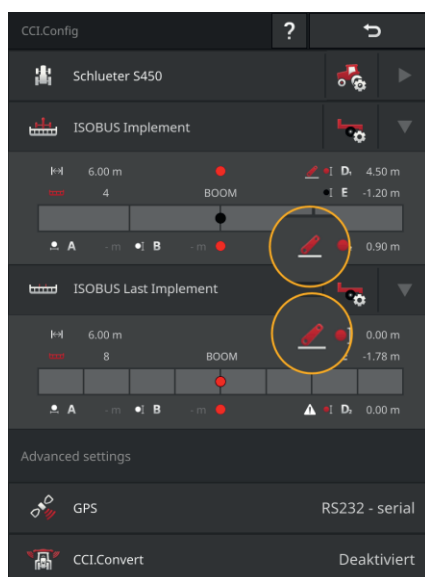 CCI.Config ?
Schlueter S450
ISOBUS Implement
6.00 m D₁ 4.50 m
4 BOOM E -1.20 m
A - m B - m 0.90 m
ISOBUS Last Implement
6.00 m 0.00 m
8 BOOM -1.78 m
A - m B - m D₃ 0.00 m
Advanced settings
GPS RS232 - serial
CCI.Convert Deaktiviert